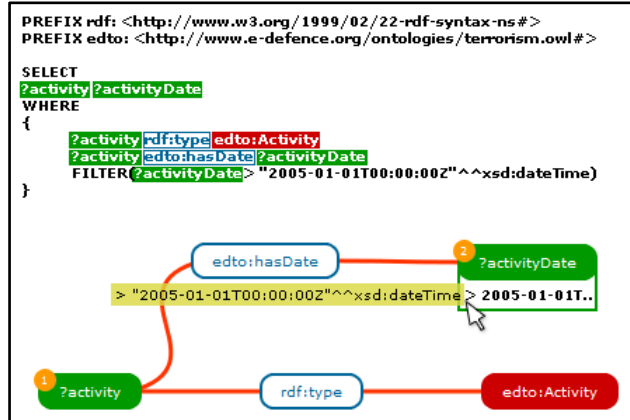 PREFIX rdf: <http://www.w3.org/1999/02/22-rdf-syntax-ns#>
PREFIX edto: <http://www.e-defence.org/ontologies/terrorism.owl#>
SELECT
?activity ?activityDate
WHERE
{
?activity rdf:type edto:Activity
?activity edto:hasDate ?activityDate
FILTER(?activityDate > "2005-01-01T00:00:00Z"^^xsd:dateTime)
}
edto:hasDate
2
?activityDate
> "2005-01-01T00:00:00Z"^^xsd:dateTime
> 2005-01-01T..
1
?activity
rdf:type
edto:Activity